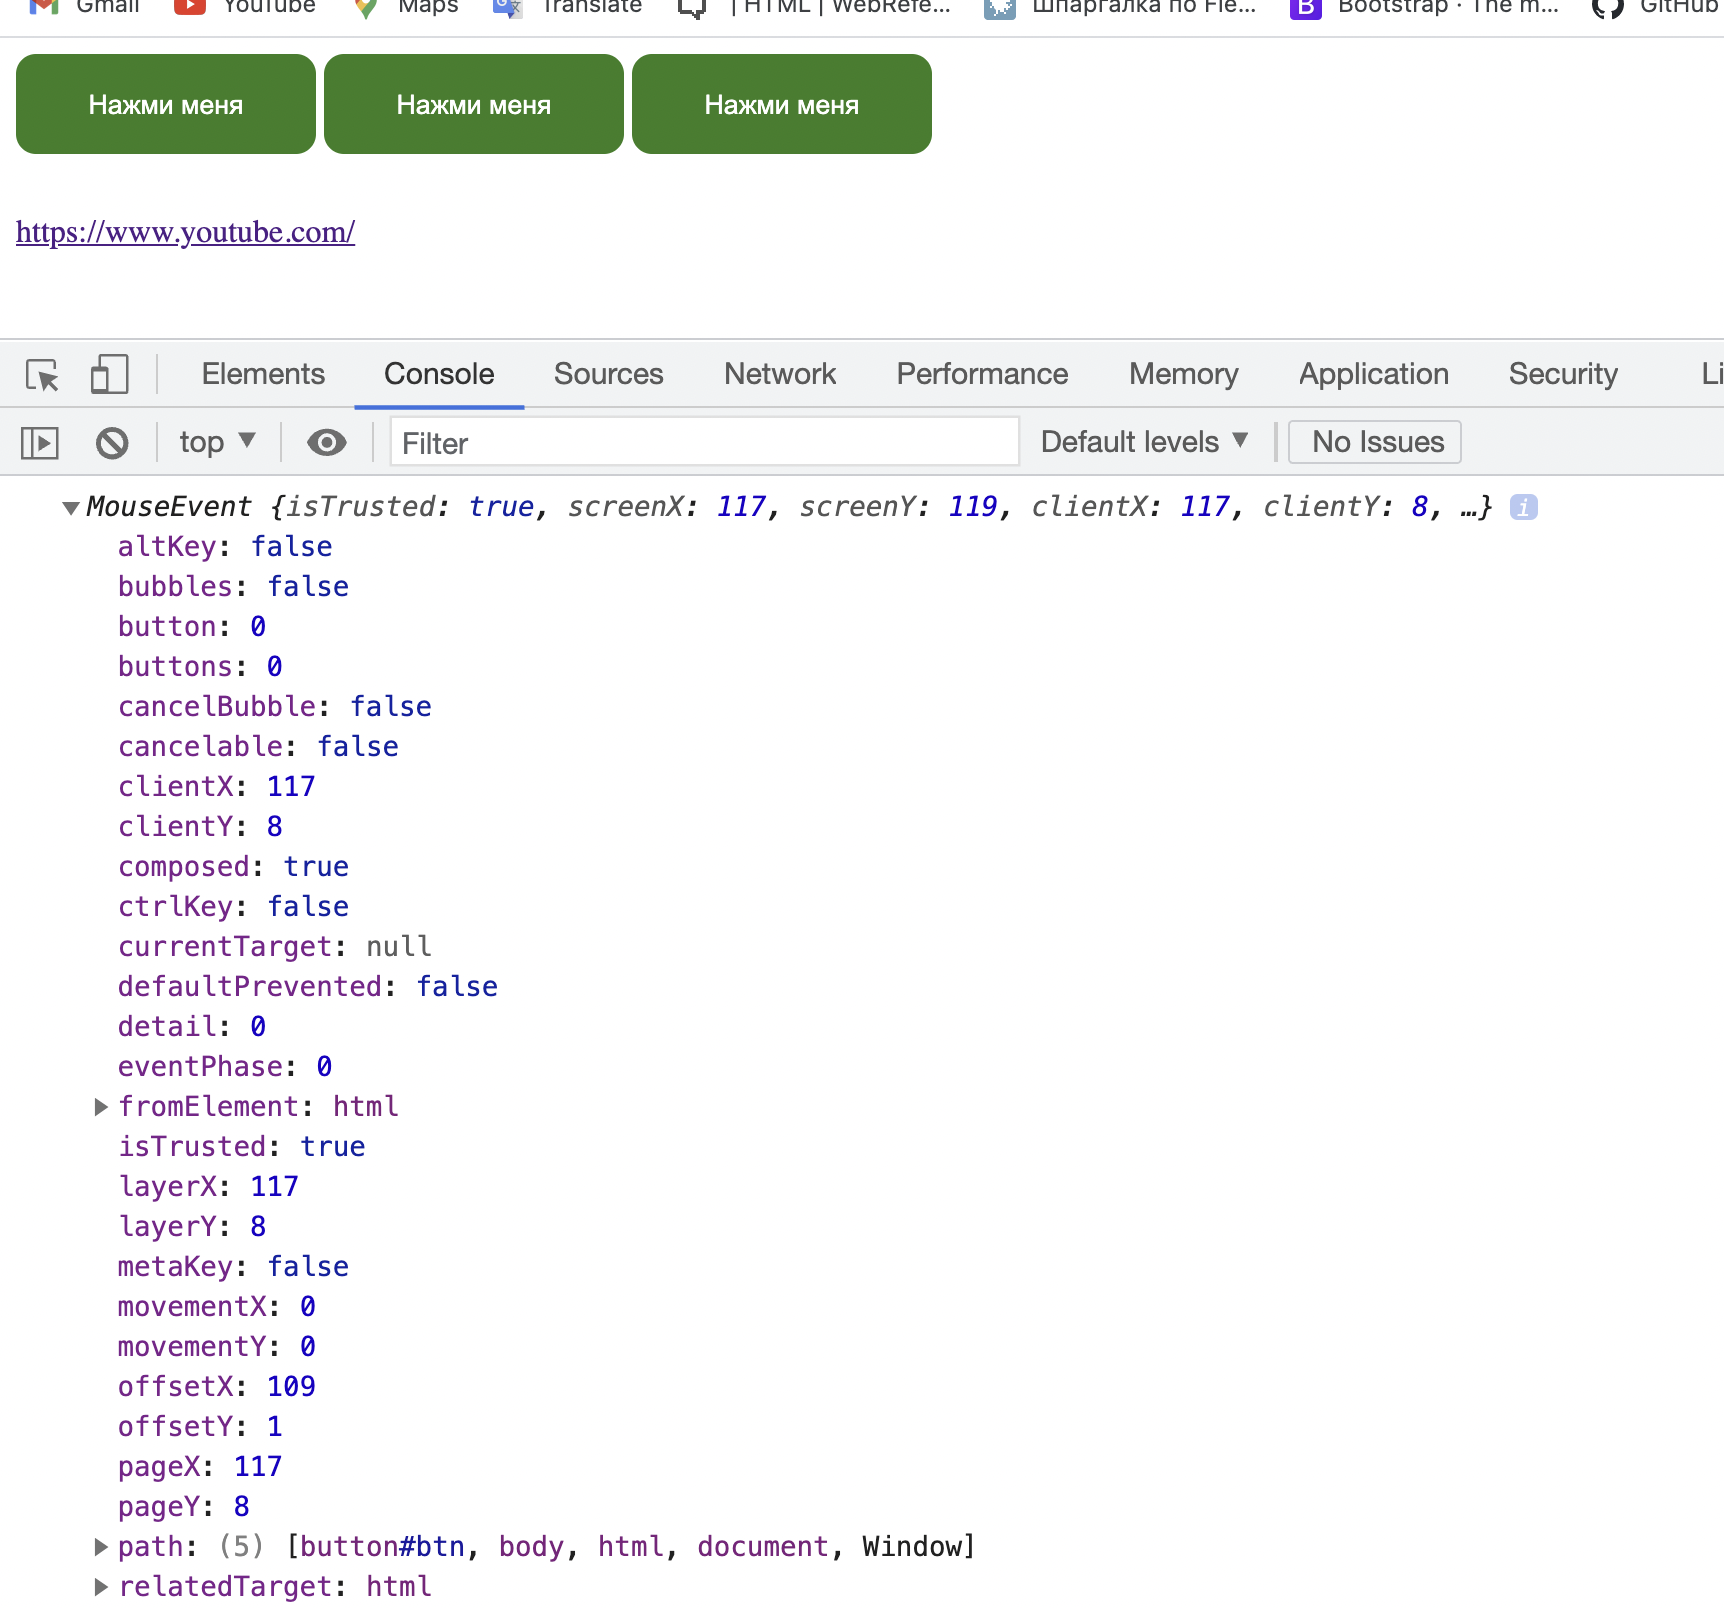 Gmail YouTube Maps Translate | HTML | WebRefe... Шпаргалка по Fle... Bootstrap · The m... GitHub
Нажми меня Нажми меня Нажми меня
https://www.youtube.com/
Elements Console Sources Network Performance Memory Application Security Li
top ▼ Filter Default levels ▼ No Issues
▼MouseEvent {isTrusted: true, screenX: 117, screenY: 119, clientX: 117, clientY: 8, …} i
altKey: false
bubbles: false
button: 0
buttons: 0
cancelBubble: false
cancelable: false
clientX: 117
clientY: 8
composed: true
ctrlKey: false
currentTarget: null
defaultPrevented: false
detail: 0
eventPhase: 0
▶fromElement: html
isTrusted: true
layerX: 117
layerY: 8
metaKey: false
movementX: 0
movementY: 0
offsetX: 109
offsetY: 1
pageX: 117
pageY: 8
▶path: (5) [button#btn, body, html, document, Window]
▶relatedTarget: html